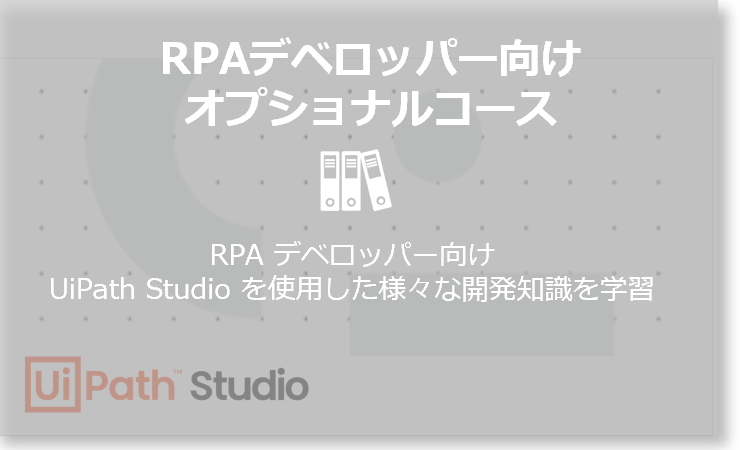 RPAデベロッパー向け
オプショナルコース
RPA デベロッパー向け
UiPath Studio を使用した様々な開発知識を学習
UiPath™ Studio